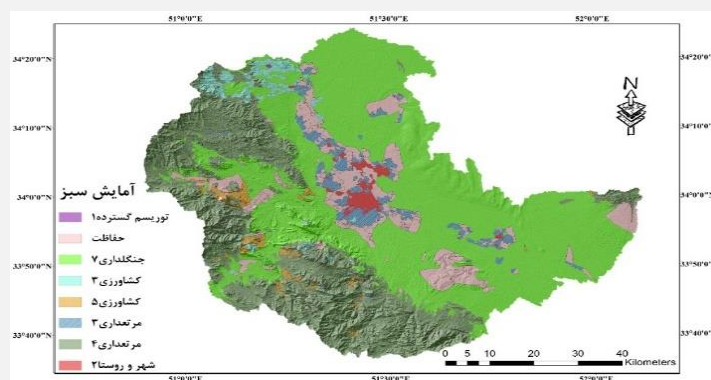 51°0'0"E 51°30'0"E 52°0'0"E
34°20'0"N 34°20'0"N
34°10'0"N 34°10'0"N
34°0'0"N 34°0'0"N
33°50'0"N 33°50'0"N
33°40'0"N 33°40'0"N
N
آمایش سبز
توریسم گسترده۱
حفاظت
جنگلداری۷
کشاورزی۳
کشاورزی۵
مرتعداری۳
مرتعداری۴
شهر و روستا۲
0 5 10 20 30 40
Kilometers
51°0'0"E 51°30'0"E 52°0'0"E